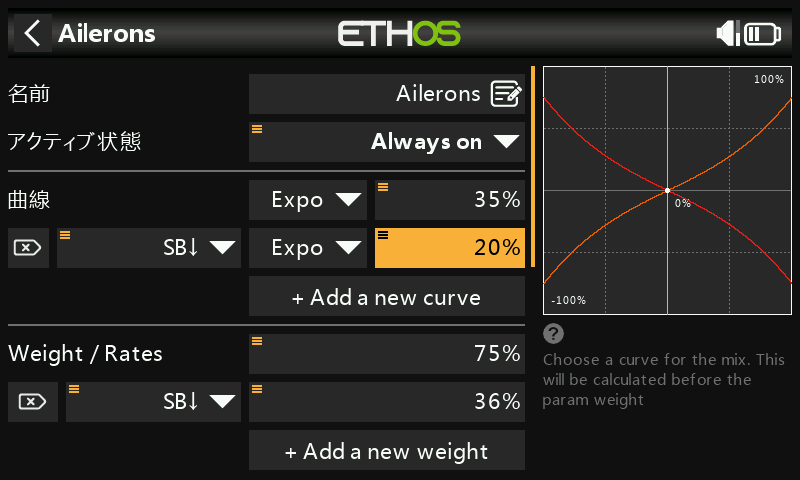 Ailerons
ETHOS
名前
Ailerons
アクティブ状態
Always on
曲線
Expo
35%
SB↓
Expo
20%
+ Add a new curve
Weight / Rates
75%
SB↓
36%
+ Add a new weight
100%
0%
-100%
?
Choose a curve for the mix. This
will be calculated before the
param weight